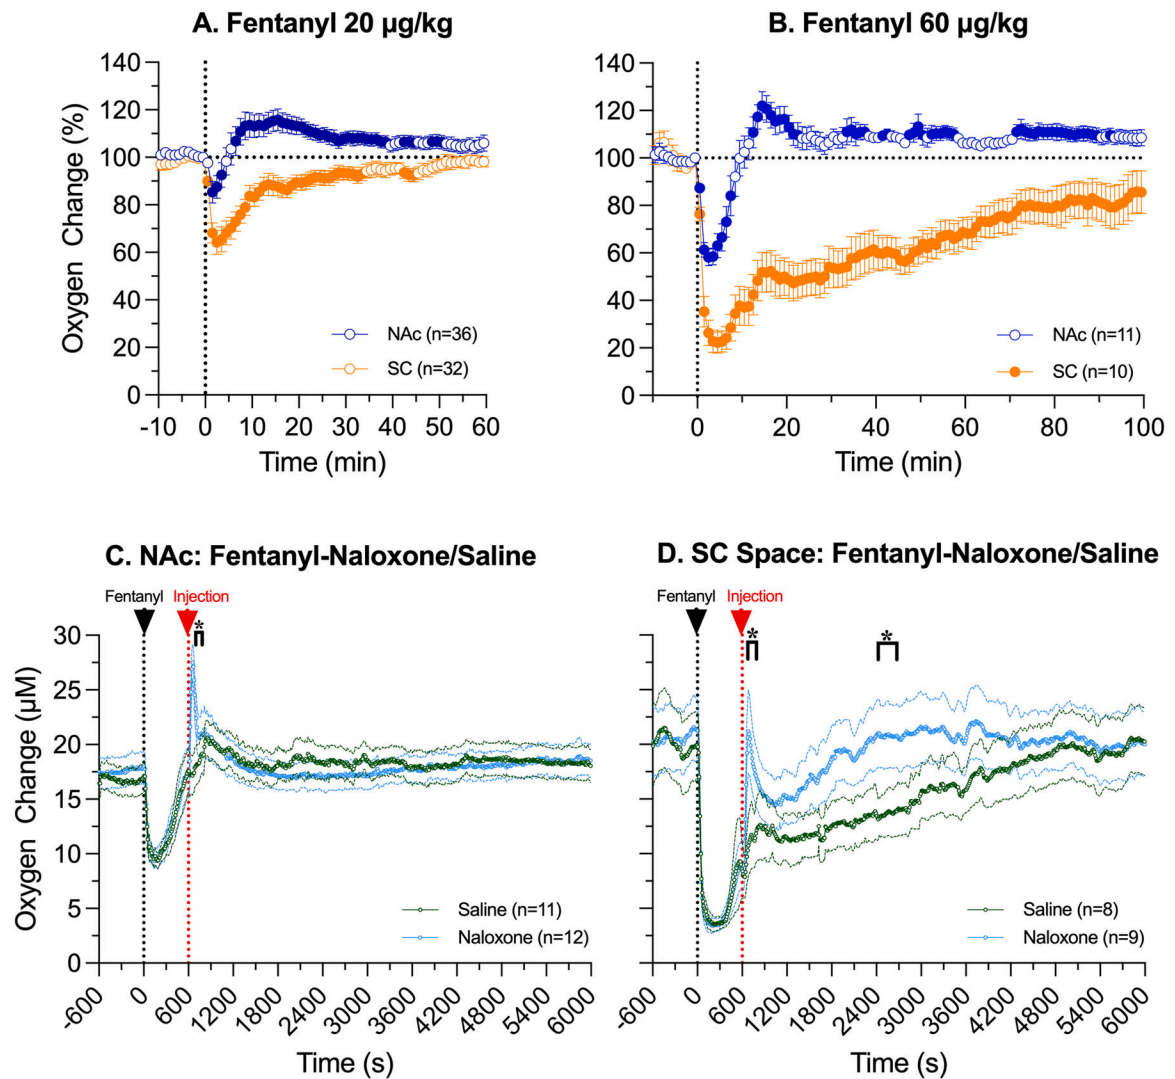 A. Fentanyl 20 µg/kg
Oxygen Change (%)
140
120
100
80
60
40
20
0
NAc (n=36)
SC (n=32)
-10 0 10 20 30 40 50 60
Time (min)
B. Fentanyl 60 µg/kg
140
120
100
80
60
40
20
0
NAc (n=11)
SC (n=10)
0 20 40 60 80 100
Time (min)
C. NAc: Fentanyl-Naloxone/Saline
Fentanyl Injection
*
Oxygen Change (µM)
30
25
20
15
10
5
0
Saline (n=11)
Naloxone (n=12)
-600 0 600 1200 1800 2400 3000 3600 4200 4800 5400 6000
Time (s)
D. SC Space: Fentanyl-Naloxone/Saline
Fentanyl Injection
* *
Saline (n=8)
Naloxone (n=9)
-600 0 600 1200 1800 2400 3000 3600 4200 4800 5400 6000
Time (s)